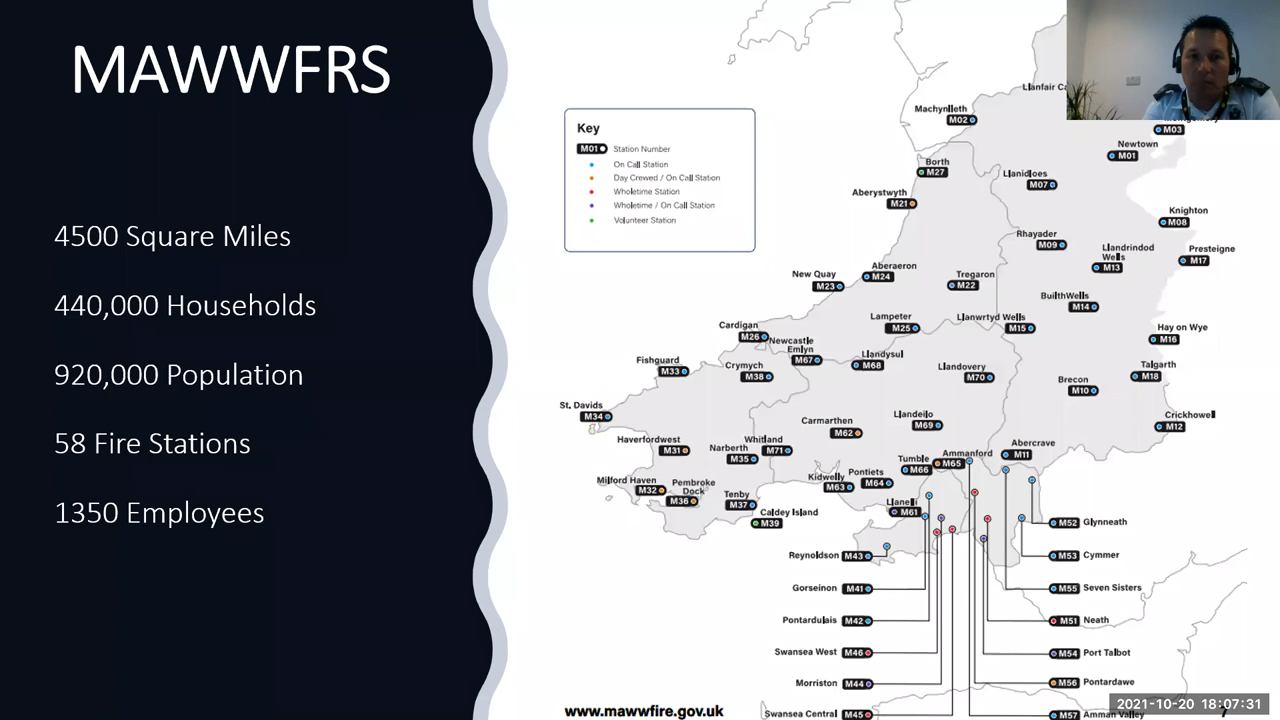 MAWWFRS
4500 Square Miles
440,000 Households
920,000 Population
58 Fire Stations
1350 Employees
Key
M01 Station Number
On Call Station
Day Crewed / On Call Station
Wholetime Station
Wholetime / On Call Station
Volunteer Station
Llanfair Ca
Machynlleth
M02
M03
Newtown
M01
Borth
M27
Llanidloes
M07
Aberystwyth
M21
Knighton
M08
Rhayader
M09
Llandrindod
Wells
M13
Presteigne
M17
New Quay
M23
Aberaeron
M24
Tregaron
M22
BuilthWells
M14
Lampeter
M25
Llanwrtyd Wells
M15
Cardigan
M26
Newcastle
Emlyn
M67
Hay on Wye
M16
Fishguard
M33
Crymych
M38
Llandysul
M68
Llandovery
M70
Brecon
M10
Talgarth
M18
St. Davids
M34
Carmarthen
M62
Llandeilo
M69
Crickhowell
M12
Haverfordwest
M31
Narberth
M35
Whitland
M71
Tumble
M66
Ammanford
M65
Abercrave
M11
Milford Haven
M32
Pembroke
Dock
M36
Tenby
M37
Kidwelly
M63
Pontiets
M64
Llanelli
M61
Caldey Island
M39
M52 Glynneath
Reynoldson M43
M53 Cymmer
Gorseinon M41
M55 Seven Sisters
Pontardulais M42
M51 Neath
Swansea West M46
M54 Port Talbot
Morriston M44
M56 Pontardawe
Swansea Central M45
M57 Amman Valley
www.mawwfire.gov.uk
2021-10-20 18:07:31